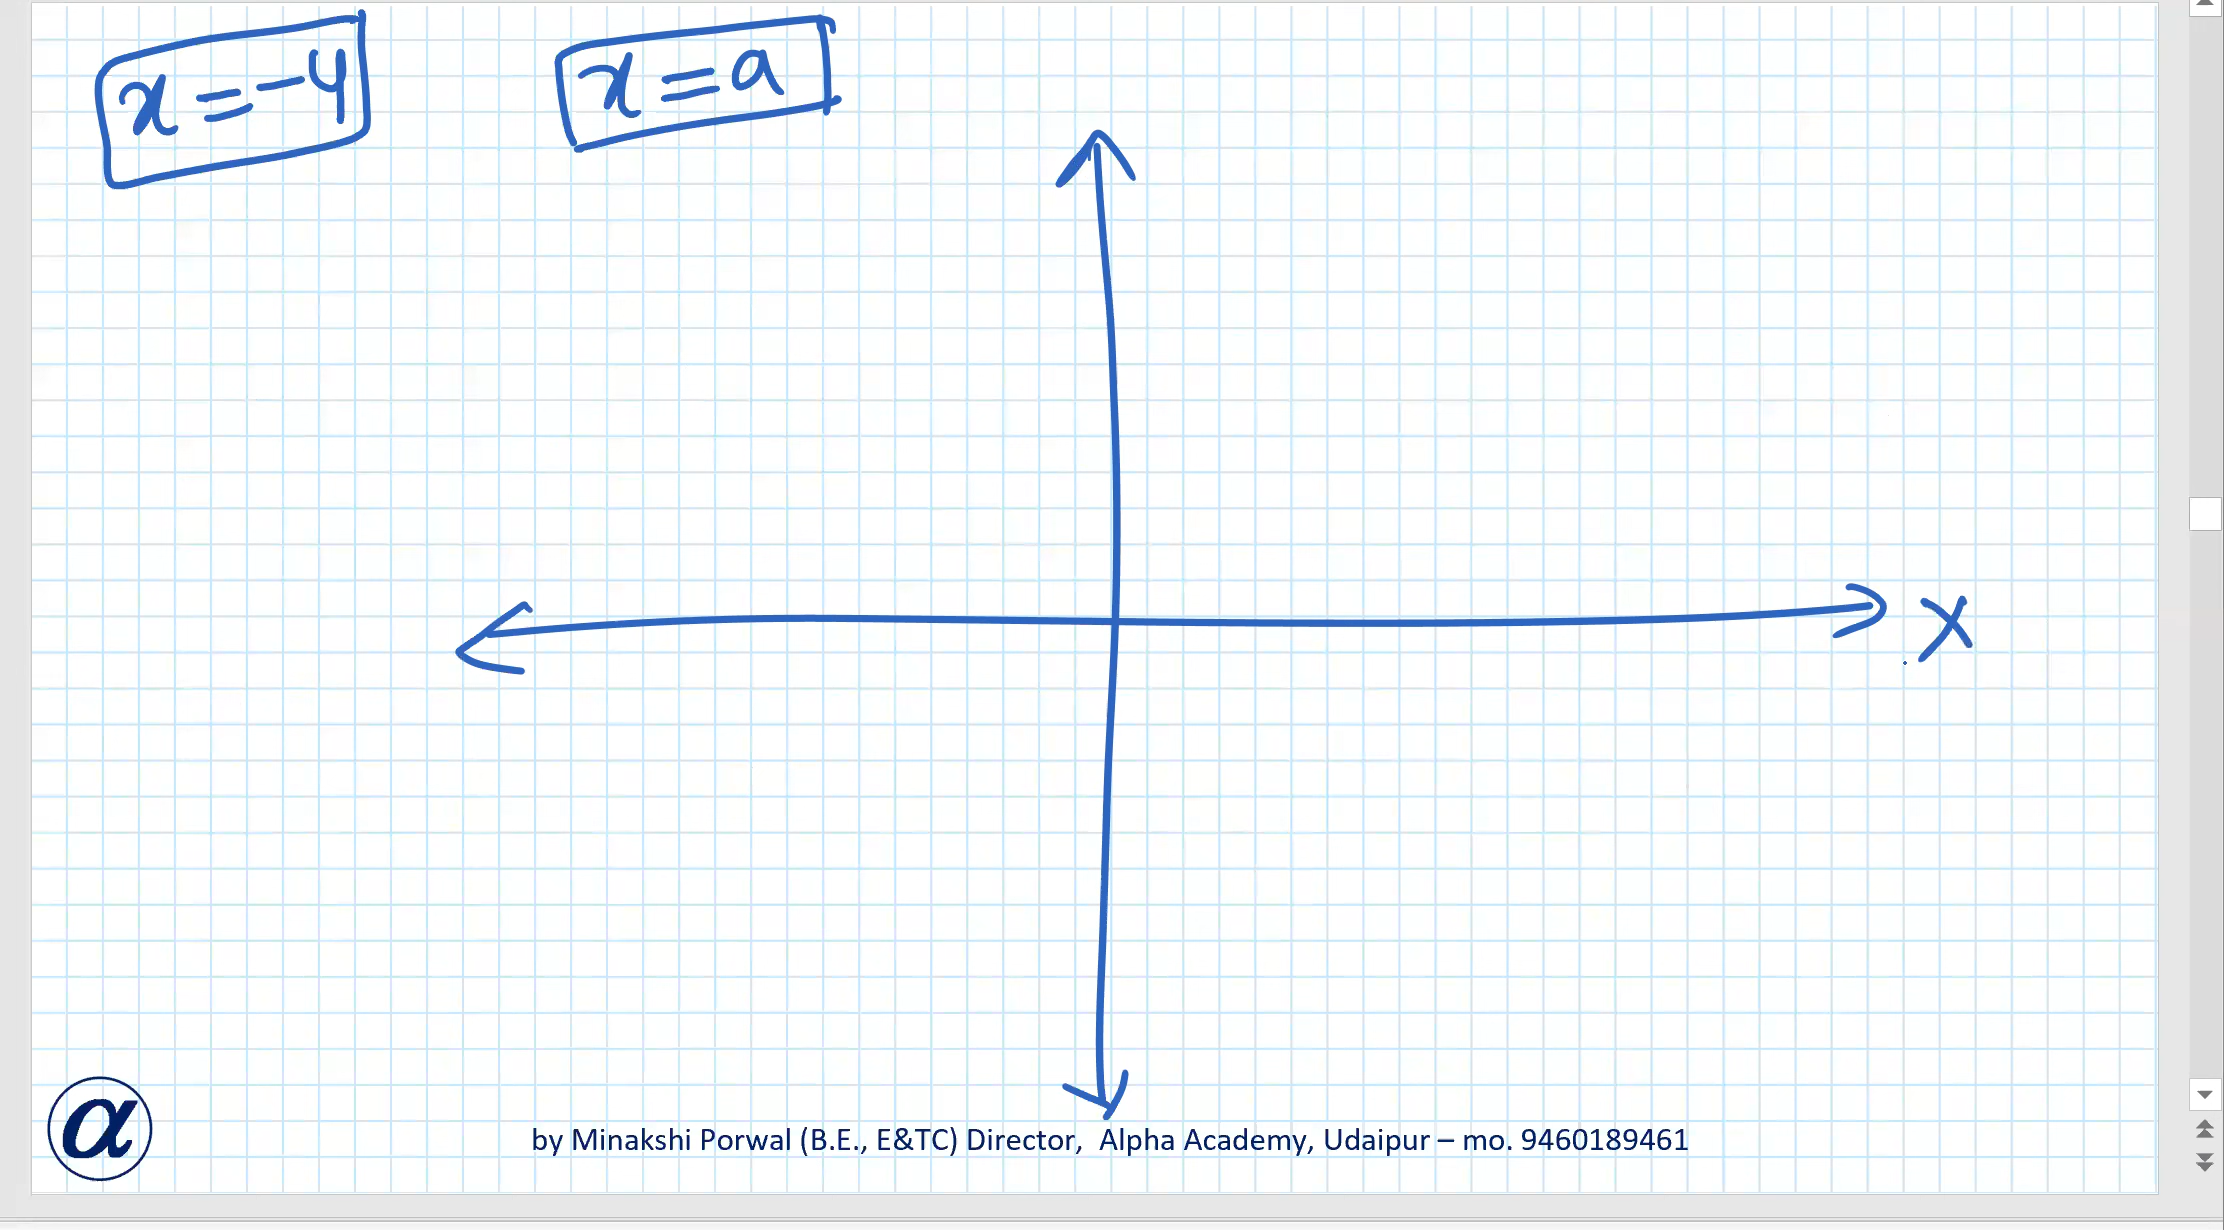 x = -4
x = a
X
α
by Minakshi Porwal (B.E., E&TC) Director, Alpha Academy, Udaipur – mo. 9460189461